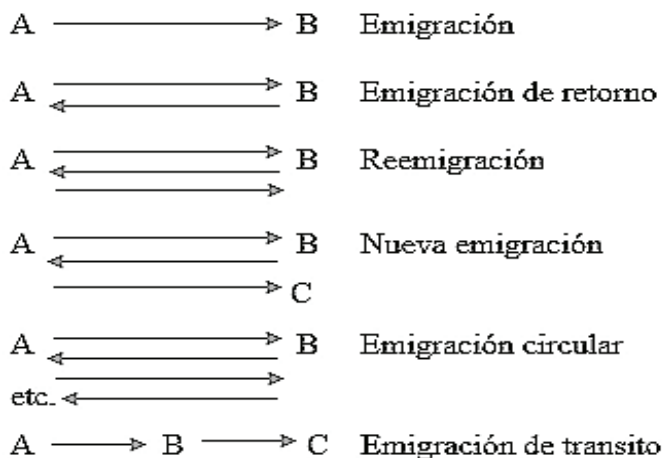 A B Emigración
A B Emigración de retorno
A B Reemigración
A B Nueva emigración
C
A B Emigración circular
etc.
A B C Emigración de transito